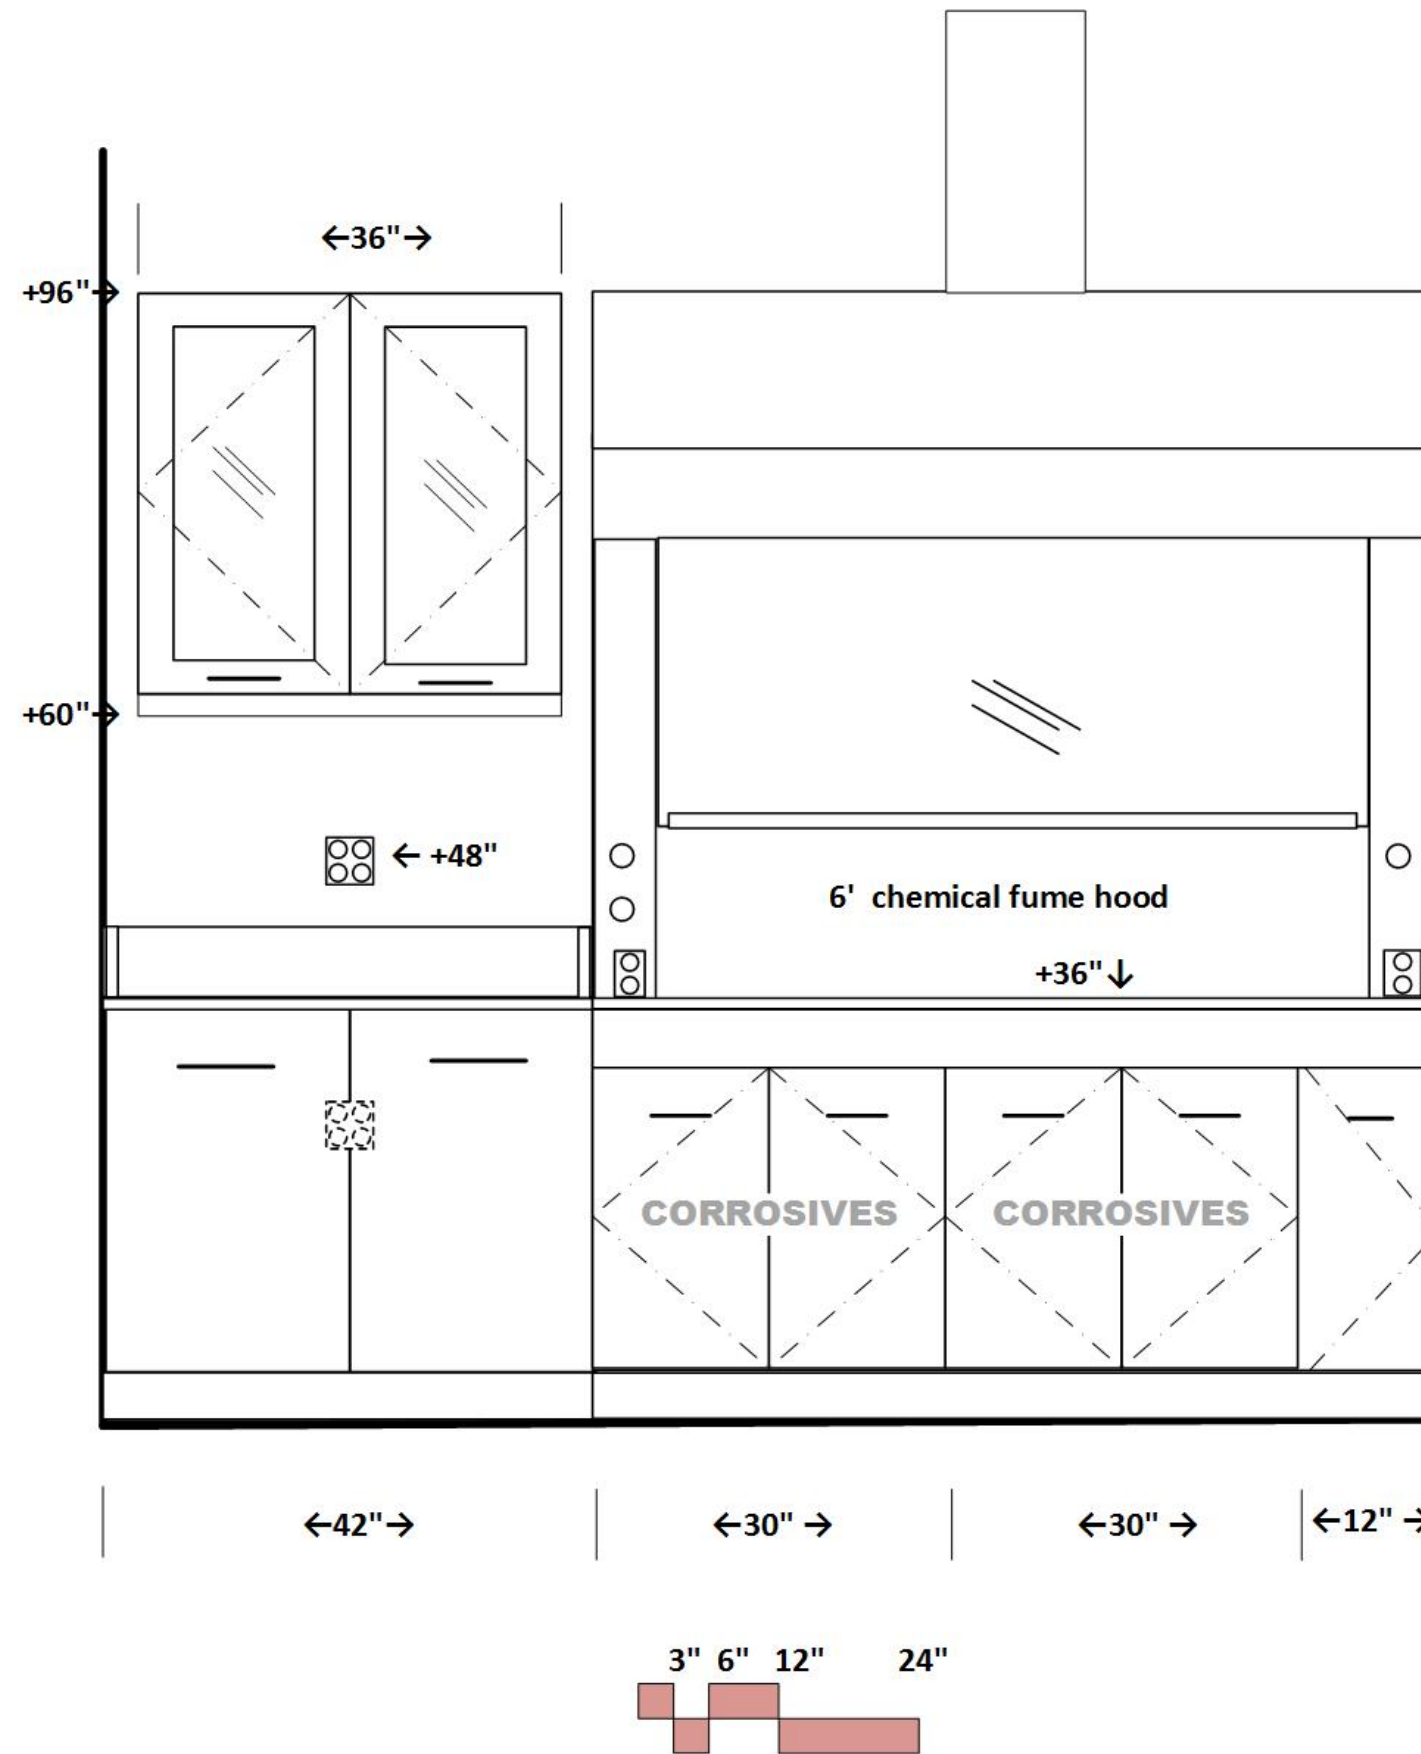 ←36"→
+96"→
+60"→
← +48"
6' chemical fume hood
+36"↓
CORROSIVES CORROSIVES
←42"→ ←30" → ←30" → ←12" →
3" 6" 12" 24"